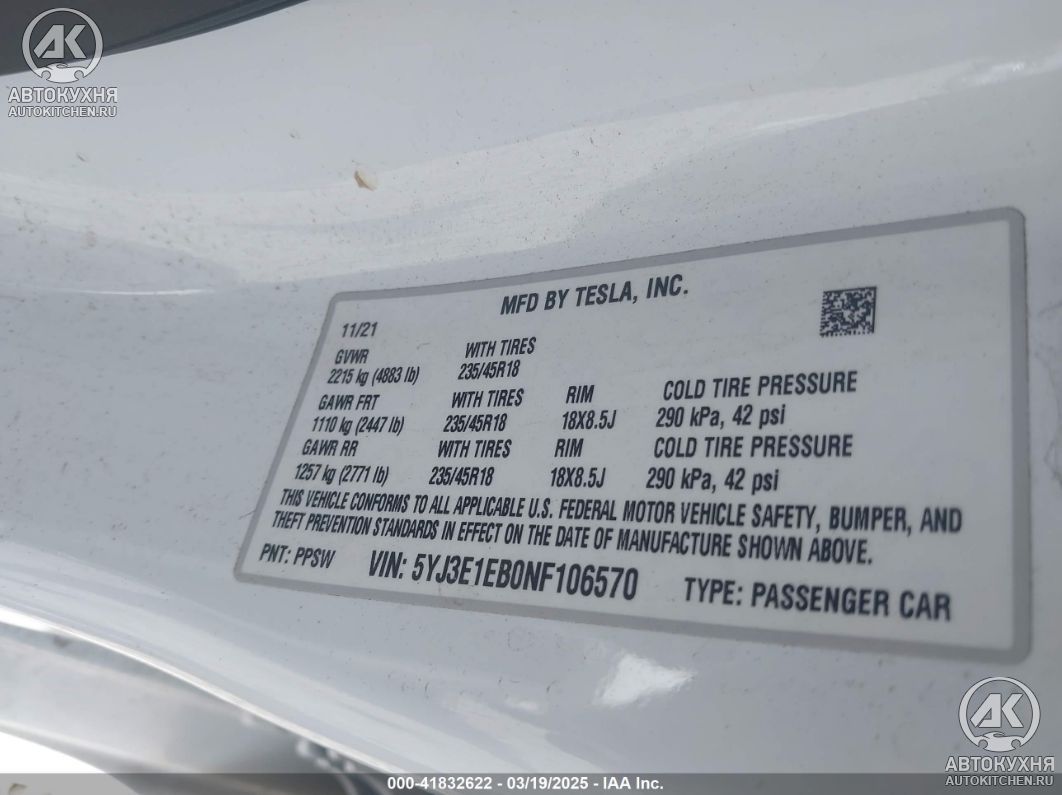 AK
АВТОКУХНЯ
AUTOKITCHEN.RU
MFD BY TESLA, INC.
11/21
GVWR WITH TIRES
2215 kg (4883 lb) 235/45R18
GAWR FRT WITH TIRES RIM COLD TIRE PRESSURE
1110 kg (2447 lb) 235/45R18 18X8.5J 290 kPa, 42 psi
GAWR RR WITH TIRES RIM COLD TIRE PRESSURE
1257 kg (2771 lb) 235/45R18 18X8.5J 290 kPa, 42 psi
THIS VEHICLE CONFORMS TO ALL APPLICABLE U.S. FEDERAL MOTOR VEHICLE SAFETY, BUMPER, AND
THEFT PREVENTION STANDARDS IN EFFECT ON THE DATE OF MANUFACTURE SHOWN ABOVE.
PNT: PPSW VIN: 5YJ3E1EB0NF106570 TYPE: PASSENGER CAR
AK
АВТОКУХНЯ
AUTOKITCHEN.RU
000-41832622 - 03/19/2025 - IAA Inc.